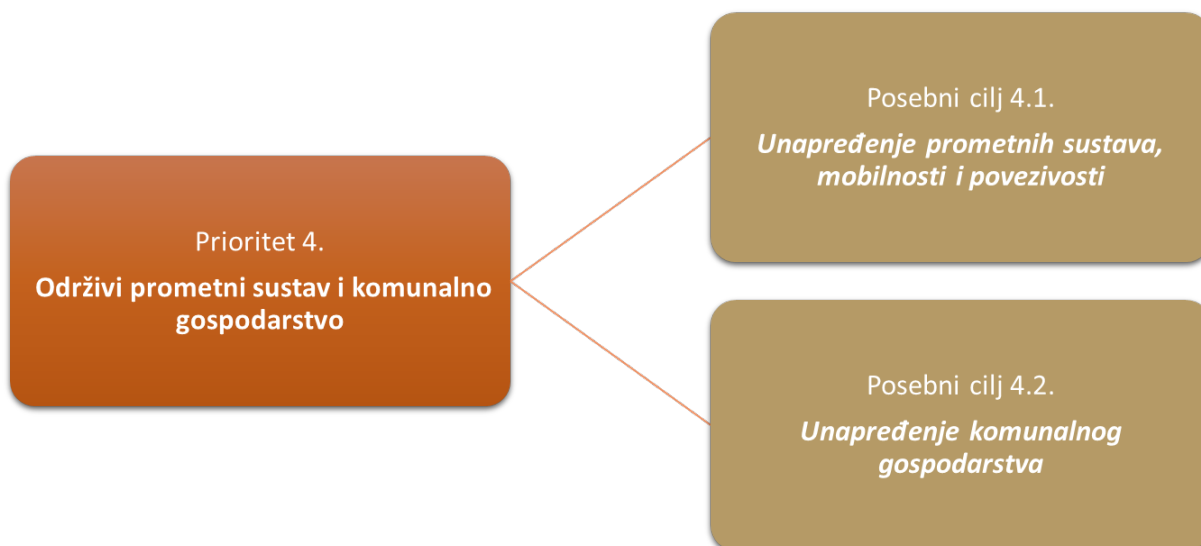 Prioritet 4.
Održivi prometni sustav i komunalno
gospodarstvo
Posebni cilj 4.1.
Unapređenje prometnih sustava,
mobilnosti i povezivosti
Posebni cilj 4.2.
Unapređenje komunalnog
gospodarstva